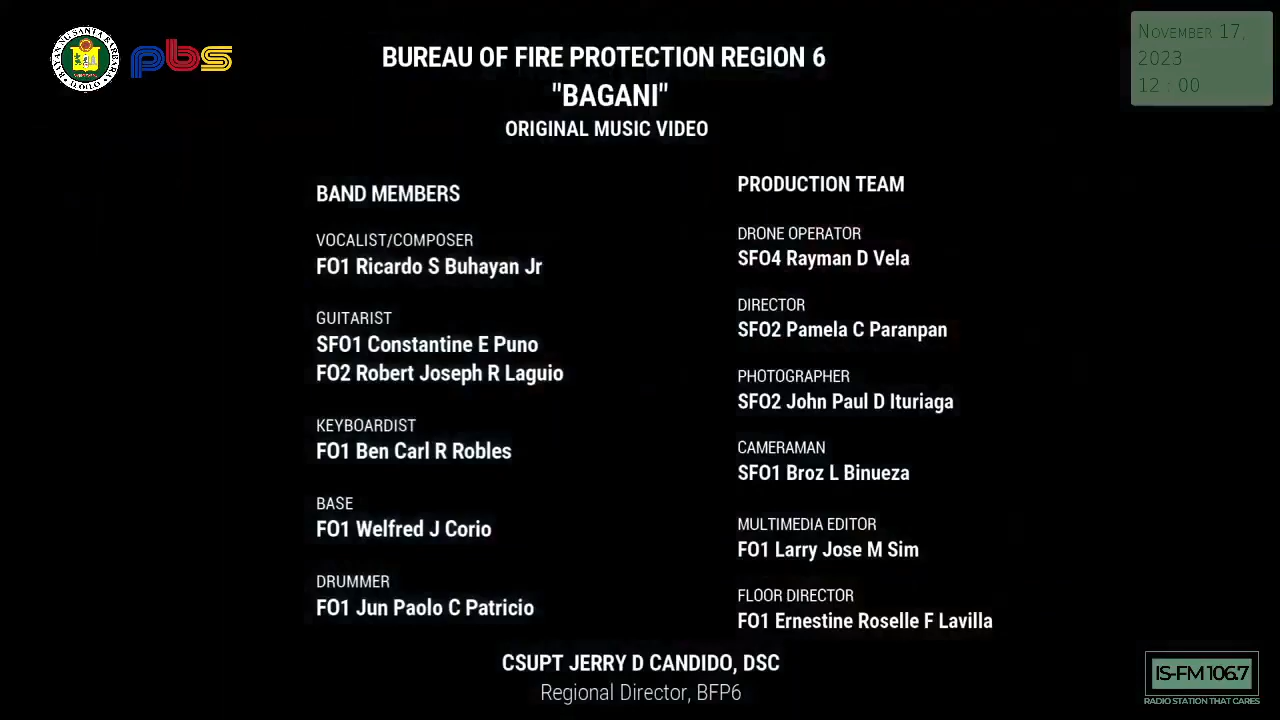 pbs
BUREAU OF FIRE PROTECTION REGION 6
"BAGANI"
ORIGINAL MUSIC VIDEO
November 17,
2023
12 : 00
BAND MEMBERS
VOCALIST/COMPOSER
FO1 Ricardo S Buhayan Jr
GUITARIST
SFO1 Constantine E Puno
FO2 Robert Joseph R Laguio
KEYBOARDIST
FO1 Ben Carl R Robles
BASE
FO1 Welfred J Corio
DRUMMER
FO1 Jun Paolo C Patricio
PRODUCTION TEAM
DRONE OPERATOR
SFO4 Rayman D Vela
DIRECTOR
SFO2 Pamela C Paranpan
PHOTOGRAPHER
SFO2 John Paul D Ituriaga
CAMERAMAN
SFO1 Broz L Binueza
MULTIMEDIA EDITOR
FO1 Larry Jose M Sim
FLOOR DIRECTOR
FO1 Ernestine Roselle F Lavilla
CSUPT JERRY D CANDIDO, DSC
Regional Director, BFP6
IS-FM 106.7
RADIO STATION THAT CARES